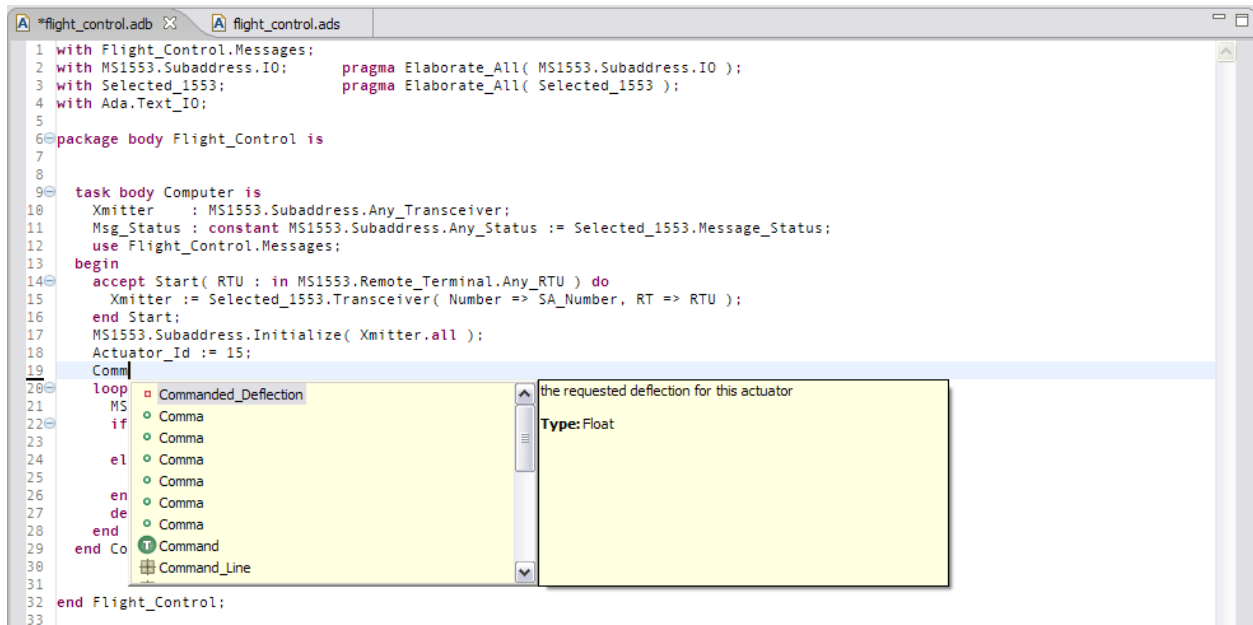 *flight_control.adb flight_control.ads
1 with Flight_Control.Messages;
2 with MS1553.Subaddress.IO; pragma Elaborate_All( MS1553.Subaddress.IO );
3 with Selected_1553; pragma Elaborate_All( Selected_1553 );
4 with Ada.Text_IO;
5
6 package body Flight_Control is
7
8
9 task body Computer is
10 Xmitter : MS1553.Subaddress.Any_Transceiver;
11 Msg_Status : constant MS1553.Subaddress.Any_Status := Selected_1553.Message_Status;
12 use Flight_Control.Messages;
13 begin
14 accept Start( RTU : in MS1553.Remote_Terminal.Any_RTU ) do
15 Xmitter := Selected_1553.Transceiver( Number => SA_Number, RT => RTU );
16 end Start;
17 MS1553.Subaddress.Initialize( Xmitter.all );
18 Actuator_Id := 15;
19 Comm
20 loop
21 MS
22 if
23
24 el
25
26 en
27 de
28 end
29 end Co
30
31
32 end Flight_Control;
33
Commanded_Deflection
Comma
Comma
Comma
Comma
Comma
Comma
Command
Command_Line
the requested deflection for this actuator
Type: Float